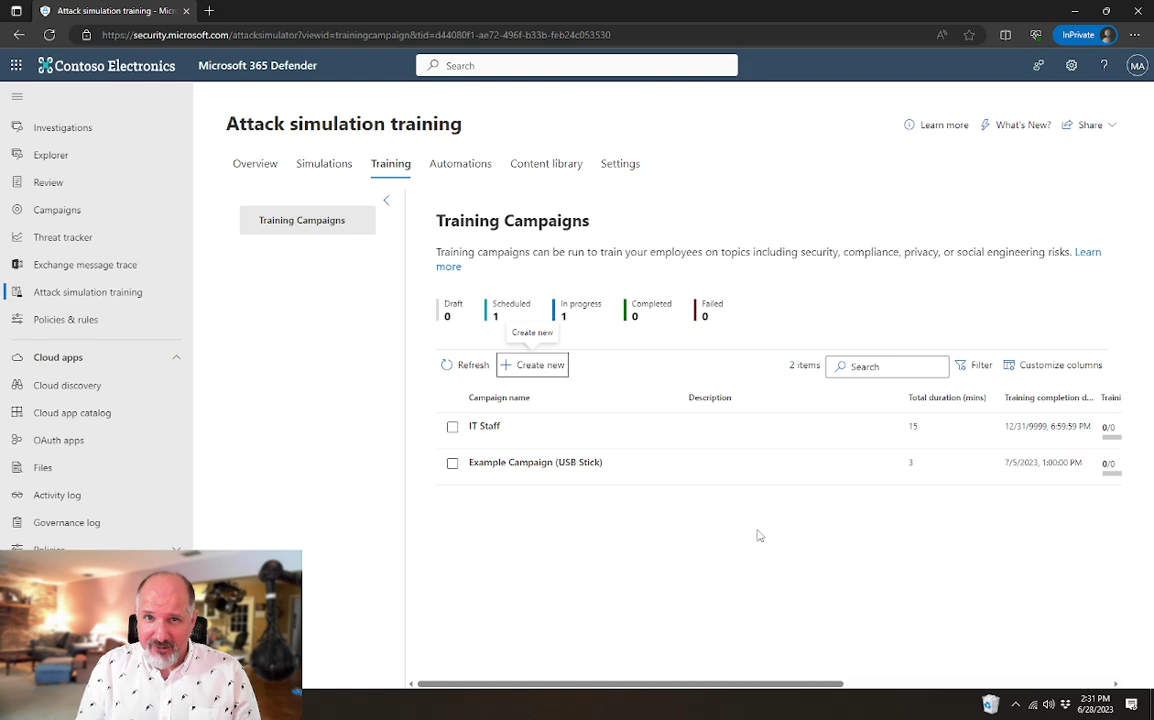 Attack simulation training - Micr
https://security.microsoft.com/attacksimulator?viewid=trainingcampaign&tid=d44080f1-ae72-496f-b33b-feb24c053530
InPrivate
Contoso Electronics
Microsoft 365 Defender
Search
MA
Investigations
Explorer
Review
Campaigns
Threat tracker
Exchange message trace
Attack simulation training
Policies & rules
Cloud apps
Cloud discovery
Cloud app catalog
OAuth apps
Files
Activity log
Governance log
Attack simulation training
Learn more
What's New?
Share
Overview
Simulations
Training
Automations
Content library
Settings
Training Campaigns
Training Campaigns
Training campaigns can be run to train your employees on topics including security, compliance, privacy, or social engineering risks. Learn
more
Draft
0
Scheduled
1
In progress
1
Completed
0
Failed
0
Create new
Refresh
Create new
2 items
Search
Filter
Customize columns
Campaign name
Description
Total duration (mins)
Training completion d...
Traini
IT Staff
15
12/31/9999, 6:59:59 PM
0/0
Example Campaign (USB Stick)
3
7/5/2023, 1:00:00 PM
0/0
2:31 PM
6/28/2023